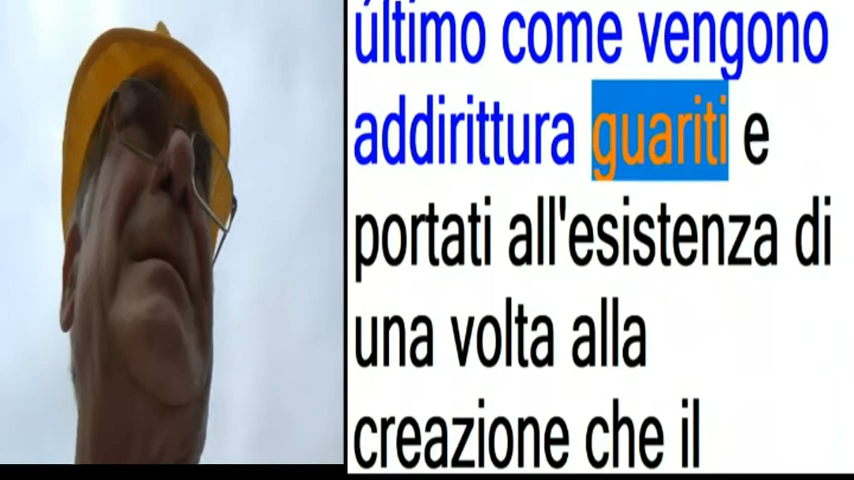 último come vengono
addirittura guariti e
portati all'esistenza di
una volta alla
creazione che il